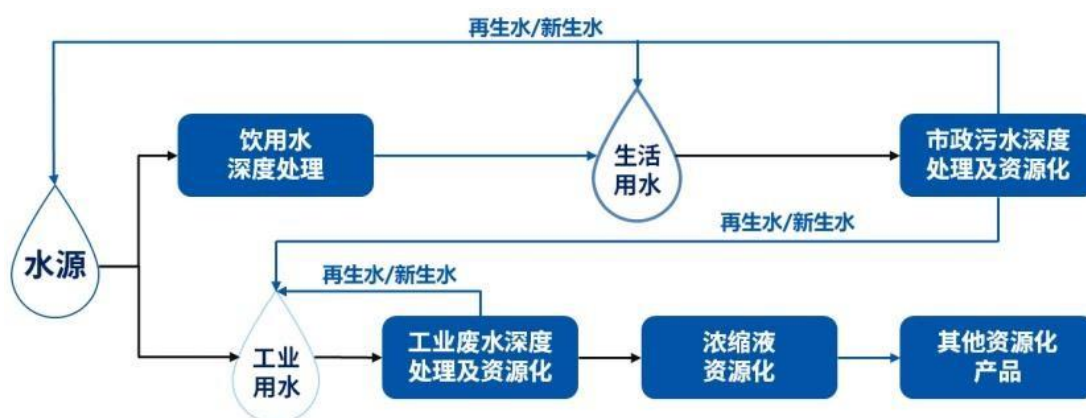 再生水/新生水
饮用水
深度处理
生活
用水
市政污水深度
处理及资源化
再生水/新生水
水源
再生水/新生水
工业
用水
工业废水深度
处理及资源化
浓缩液
资源化
其他资源化
产品